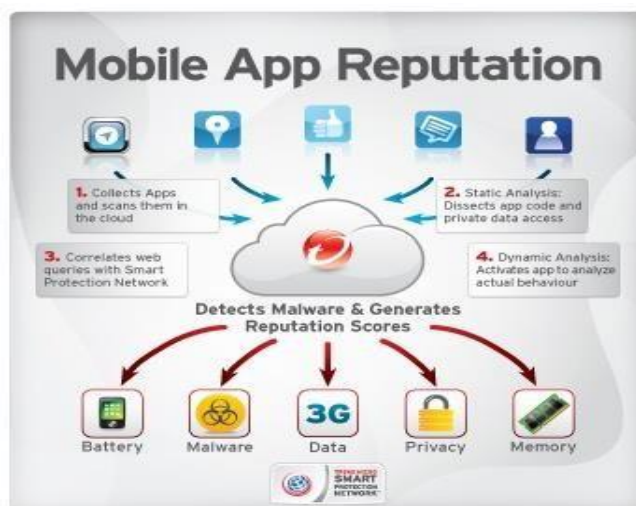 Mobile App Reputation
1. Collects Apps
and scans them in
the cloud
2. Static Analysis:
Dissects app code and
private data access
3. Correlates web
queries with Smart
Protection Network
4. Dynamic Analysis:
Activates app to analyze
actual behaviour
Detects Malware & Generates
Reputation Scores
3G
Battery
Malware
Data
Privacy
Memory
TREND MICRO
SMART
PROTECTION
NETWORK